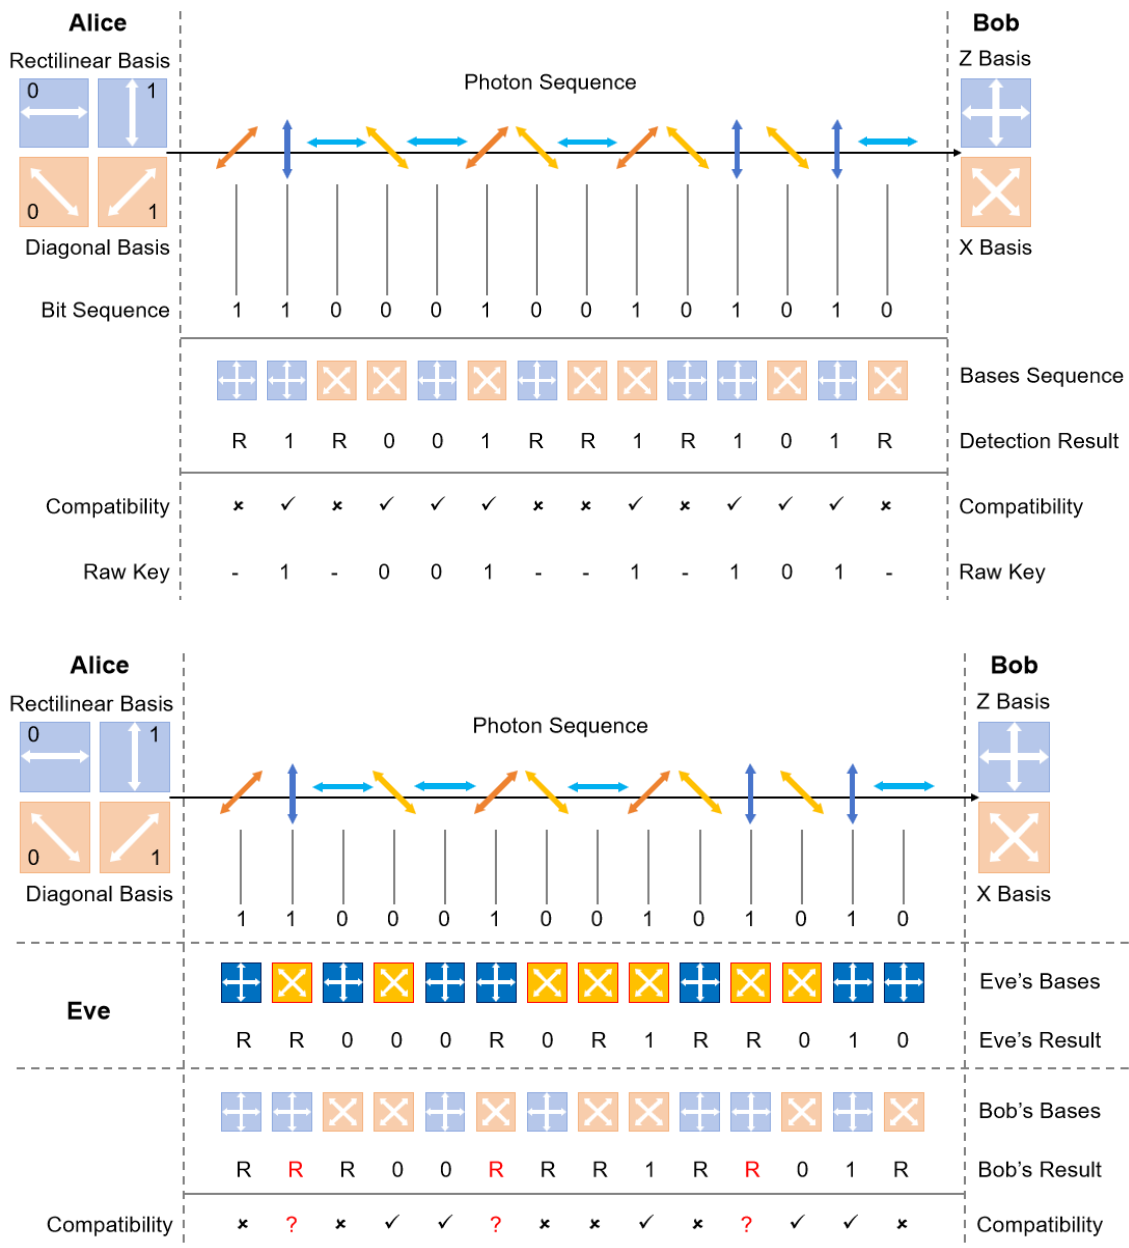 Alice
Bob
Rectilinear Basis
Z Basis
0 1
Photon Sequence
0 1
Diagonal Basis
X Basis
Bit Sequence 1 1 0 0 0 1 0 0 1 0 1 0 1 0
Bases Sequence
R 1 R 0 0 1 R R 1 R 1 0 1 R Detection Result
Compatibility × ✓ × ✓ ✓ ✓ × × ✓ × ✓ ✓ ✓ × Compatibility
Raw Key - 1 - 0 0 1 - - 1 - 1 0 1 - Raw Key
Alice
Bob
Rectilinear Basis
Z Basis
0 1
Photon Sequence
0 1
Diagonal Basis
X Basis
1 1 0 0 0 1 0 0 1 0 1 0 1 0
Eve's Bases
Eve
R R 0 0 0 R 0 R 1 R R 0 1 0 Eve's Result
Bob's Bases
R R R 0 0 R R R 1 R R 0 1 R Bob's Result
Compatibility × ? × ✓ ✓ ? × × ✓ × ? ✓ ✓ × Compatibility